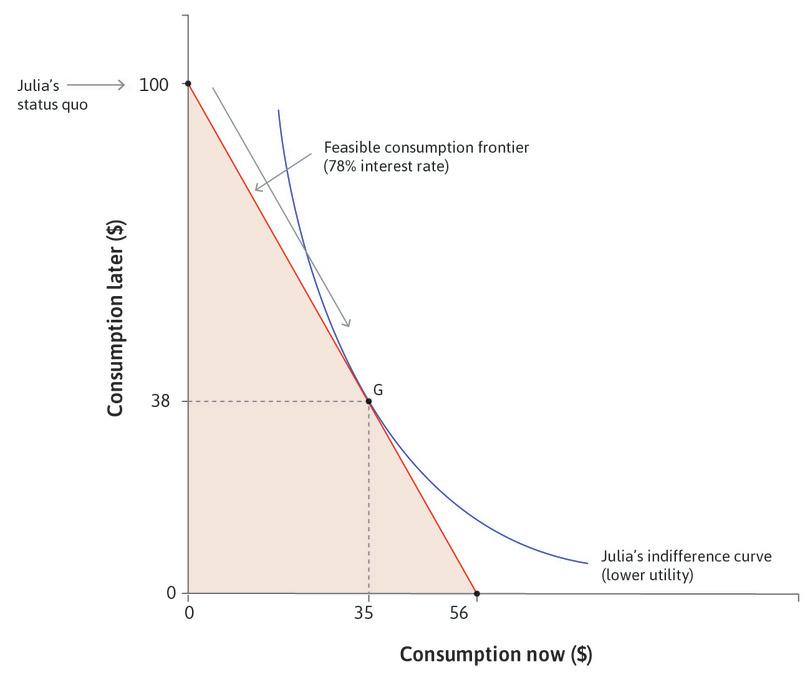 Julia's
status quo
100
Feasible consumption frontier
(78% interest rate)
Consumption later ($)
G
38
Julia's indifference curve
(lower utility)
0
0
35
56
Consumption now ($)